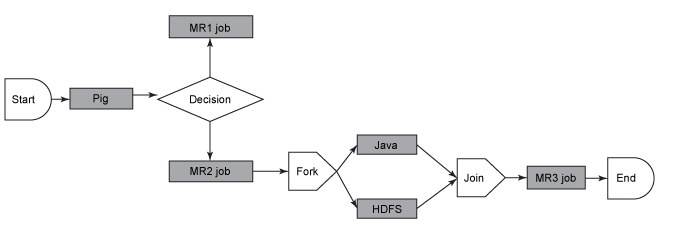 MR1 job
Start
Pig
Decision
MR2 job
Fork
Java
HDFS
Join
MR3 job
End